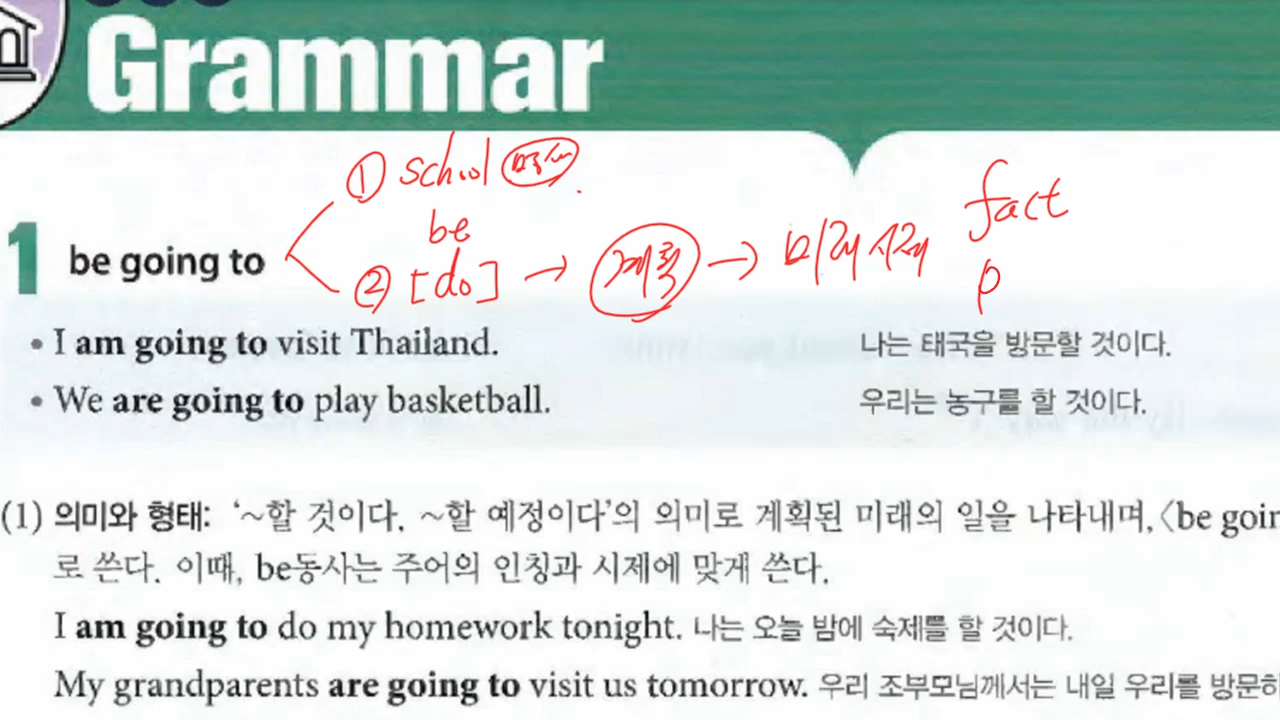 Grammar
① school 명사
be
② [do] → 계획 → 미래시제
fact
p
1 be going to
• I am going to visit Thailand. 나는 태국을 방문할 것이다.
• We are going to play basketball. 우리는 농구를 할 것이다.
(1) 의미와 형태: ‘~할 것이다, ~할 예정이다’의 의미로 계획된 미래의 일을 나타내며, 〈be goin
로 쓴다. 이때, be동사는 주어의 인칭과 시제에 맞게 쓴다.
I am going to do my homework tonight. 나는 오늘 밤에 숙제를 할 것이다.
My grandparents are going to visit us tomorrow. 우리 조부모님께서는 내일 우리를 방문하